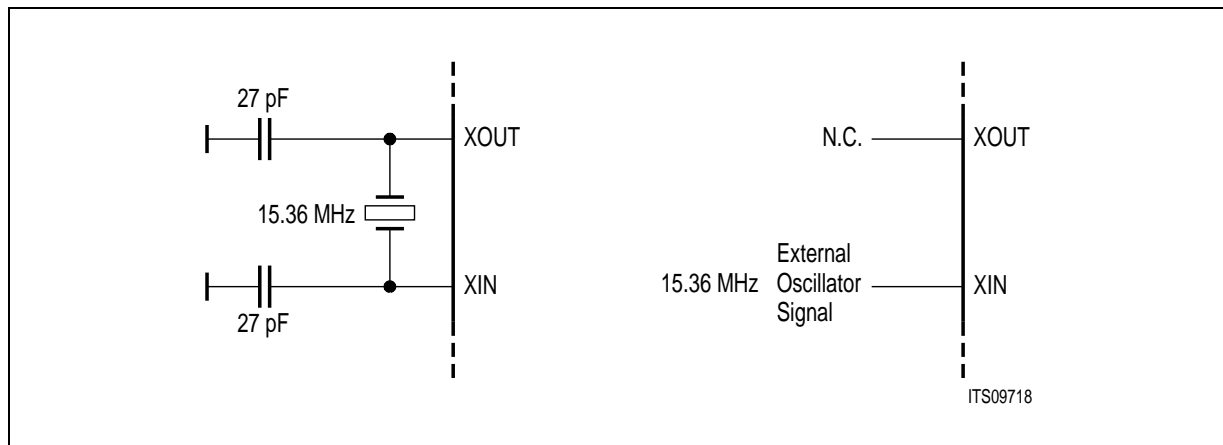 27 pF
XOUT
15.36 MHz
XIN
27 pF
N.C.
XOUT
External
15.36 MHz Oscillator
Signal
XIN
ITS09718